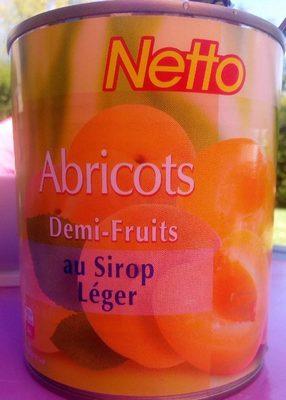 Netto
Abricots
Demi-Fruits
au Sirop
Léger